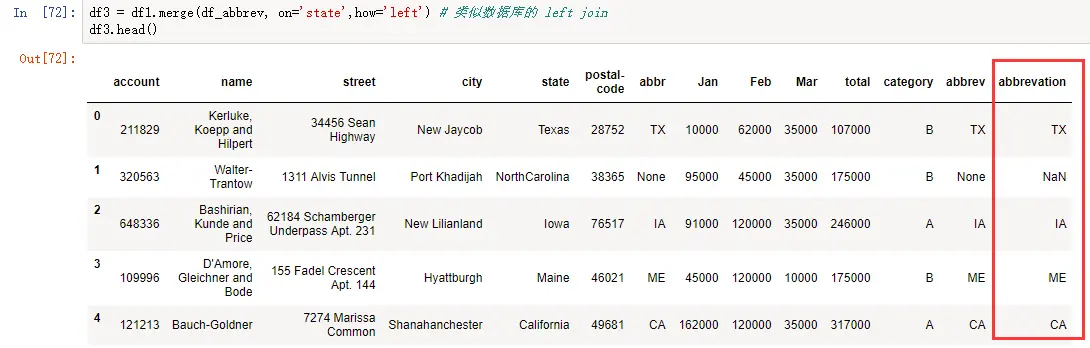 In [72]: df3 = df1.merge(df_abbrev, on='state',how='left') # 类似数据库的 left join
df3.head()
Out[72]:
account name street city state postal-code abbr Jan Feb Mar total category abbrev abbrevation
0 211829 Kerluke, Koepp and Hilpert 34456 Sean Highway New Jaycob Texas 28752 TX 10000 62000 35000 107000 B TX TX
1 320563 Walter-Trantow 1311 Alvis Tunnel Port Khadijah NorthCarolina 38365 None 95000 45000 35000 175000 B None NaN
2 648336 Bashirian, Kunde and Price 62184 Schamberger Underpass Apt. 231 New Lilianland Iowa 76517 IA 91000 120000 35000 246000 A IA IA
3 109996 D'Amore, Gleichner and Bode 155 Fadel Crescent Apt. 144 Hyattburgh Maine 46021 ME 45000 120000 10000 175000 B ME ME
4 121213 Bauch-Goldner 7274 Marissa Common Shanahanchester California 49681 CA 162000 120000 35000 317000 A CA CA